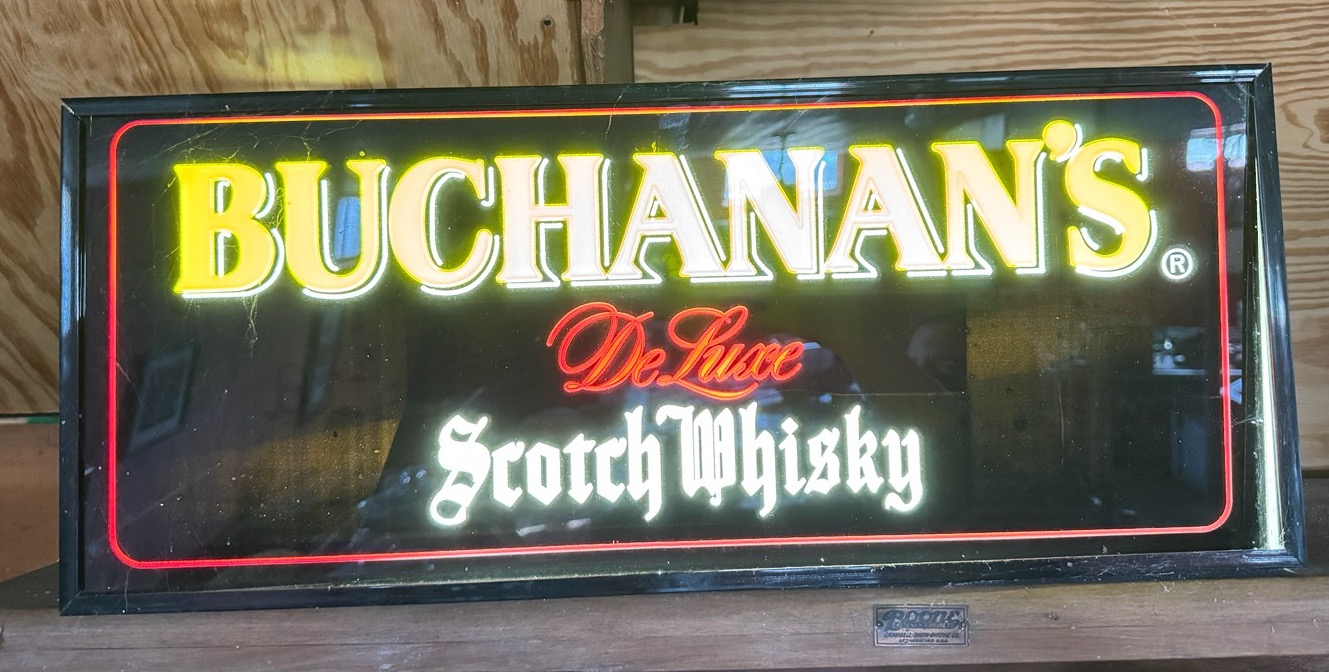 BUCHANAN'S ®
De Luxe
Scotch Whisky